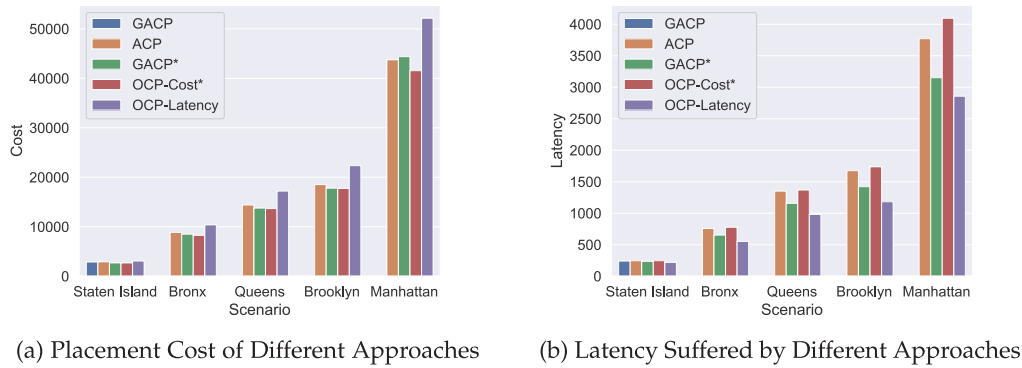 50000
40000
30000
20000
10000
0
Cost
GACP
ACP
GACP*
OCP-Cost*
OCP-Latency
Staten Island Bronx Queens Brooklyn Manhattan
Scenario
(a) Placement Cost of Different Approaches
4000
3500
3000
2500
2000
1500
1000
500
0
Latency
GACP
ACP
GACP*
OCP-Cost*
OCP-Latency
Staten Island Bronx Queens Brooklyn Manhattan
Scenario
(b) Latency Suffered by Different Approaches